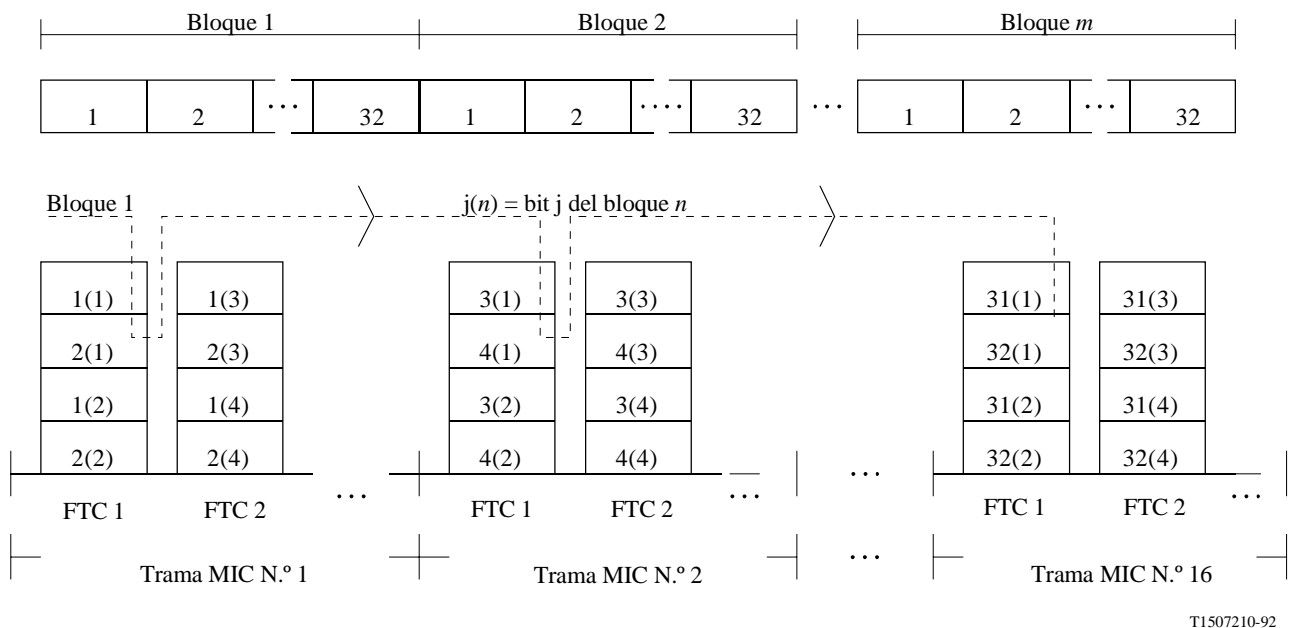 Bloque 1 Bloque 2 Bloque m
1 2 ... 32 1 2 .... 32 ... 1 2 ... 32
Bloque 1 j(n) = bit j del bloque n
1(1) 1(3) 3(1) 3(3) 31(1) 31(3)
2(1) 2(3) 4(1) 4(3) 32(1) 32(3)
1(2) 1(4) 3(2) 3(4) 31(2) 31(4)
2(2) 2(4) 4(2) 4(4) 32(2) 32(4)
FTC 1 FTC 2 ... FTC 1 FTC 2 ... ... FTC 1 FTC 2 ...
Trama MIC N.º 1 Trama MIC N.º 2 ... Trama MIC N.º 16
T1507210-92